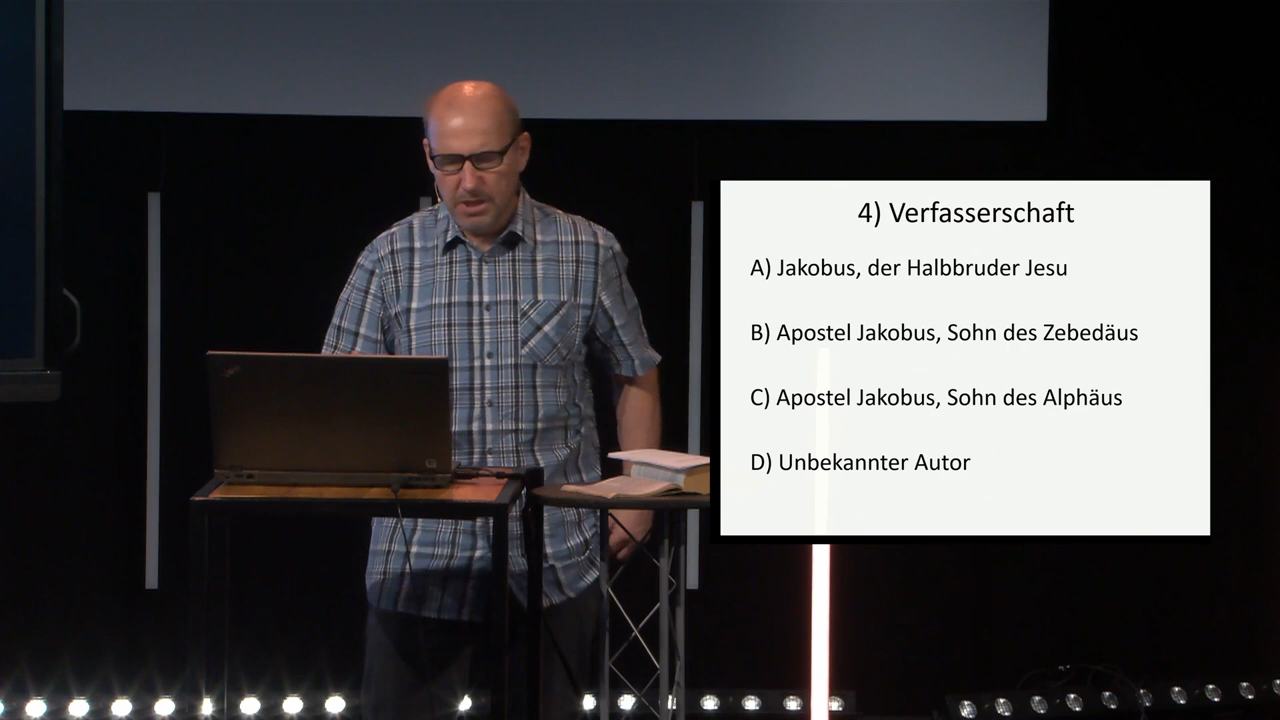 4) Verfasserschaft
A) Jakobus, der Halbbruder Jesu
B) Apostel Jakobus, Sohn des Zebedäus
C) Apostel Jakobus, Sohn des Alphäus
D) Unbekannter Autor